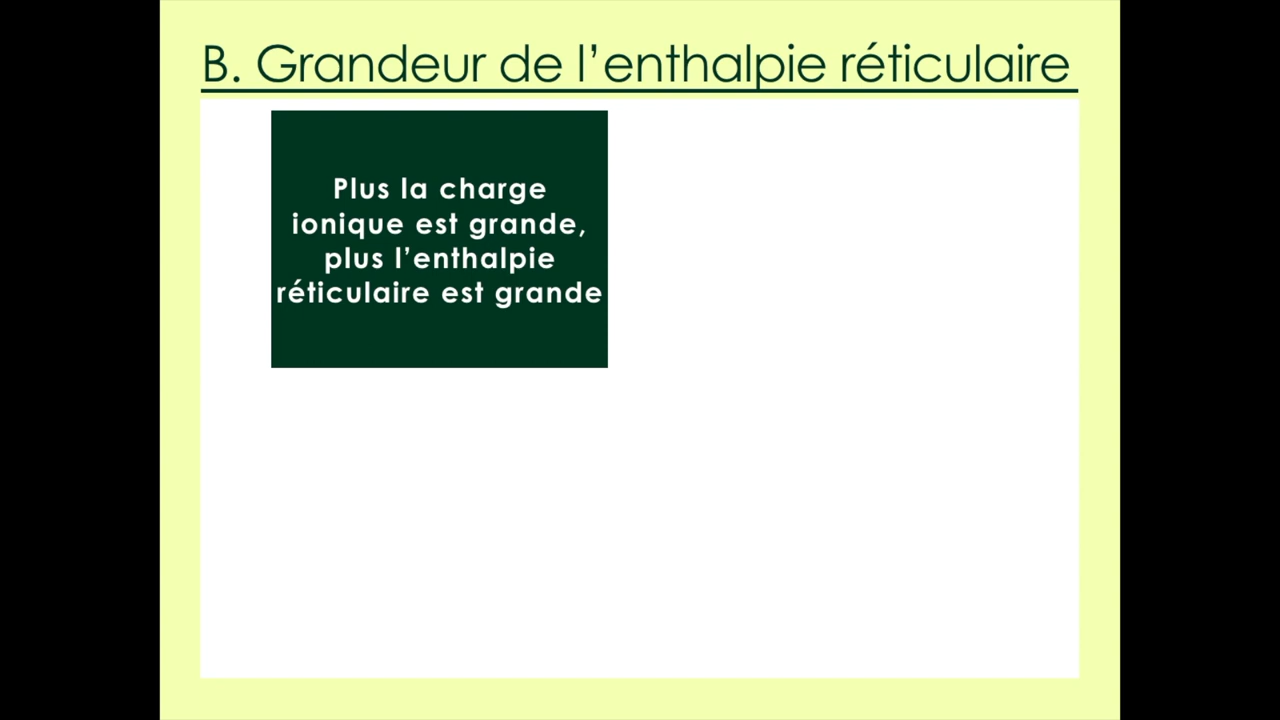 B. Grandeur de l’enthalpie réticulaire
Plus la charge
ionique est grande,
plus l’enthalpie
réticulaire est grande